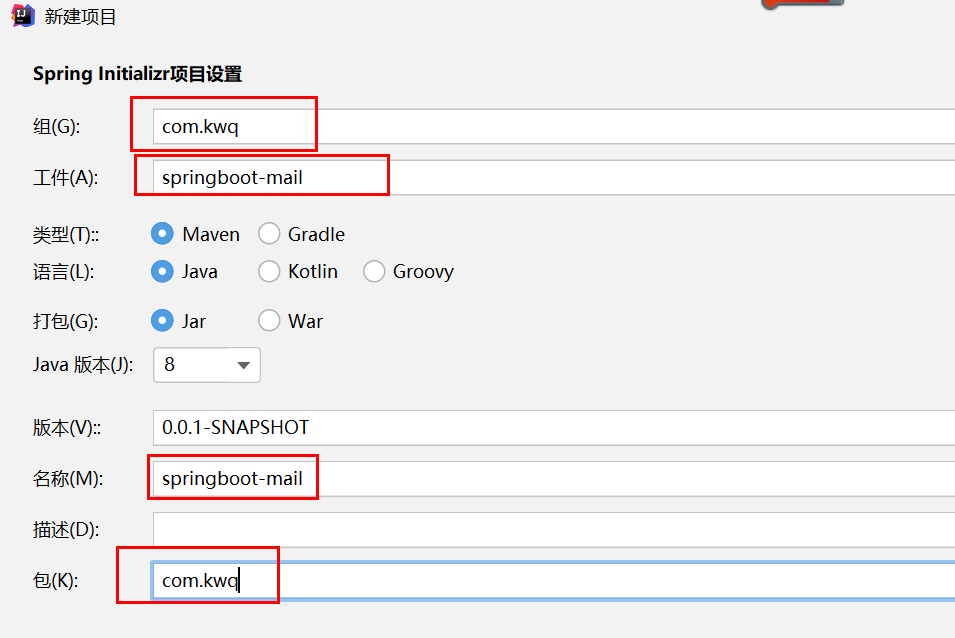 IJ 新建项目
Spring Initializr项目设置
组(G): com.kwq
工件(A): springboot-mail
类型(T):: Maven Gradle
语言(L): Java Kotlin Groovy
打包(G): Jar War
Java 版本(J): 8
版本(V):: 0.0.1-SNAPSHOT
名称(M): springboot-mail
描述(D):
包(K): com.kwq